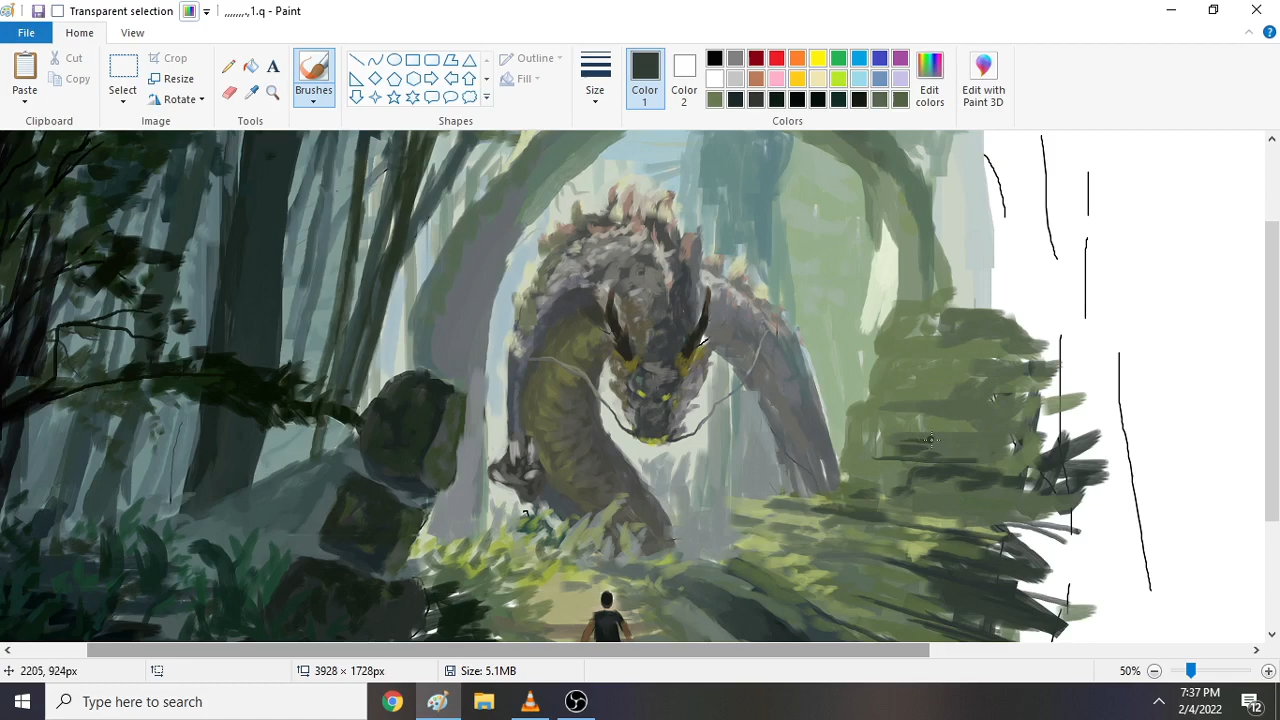 Transparent selection
,,,,,,,,.1.q - Paint
File
Home
View
Paste
Cut
Copy
Clipboard
Select
Crop
Resize
Rotate
Image
A
Tools
Brushes
Outline
Fill
Shapes
Size
Color 1
Color 2
Edit colors
Colors
Edit with Paint 3D
2205, 924px
3928 × 1728px
Size: 5.1MB
50%
Type here to search
7:37 PM
2/4/2022
12